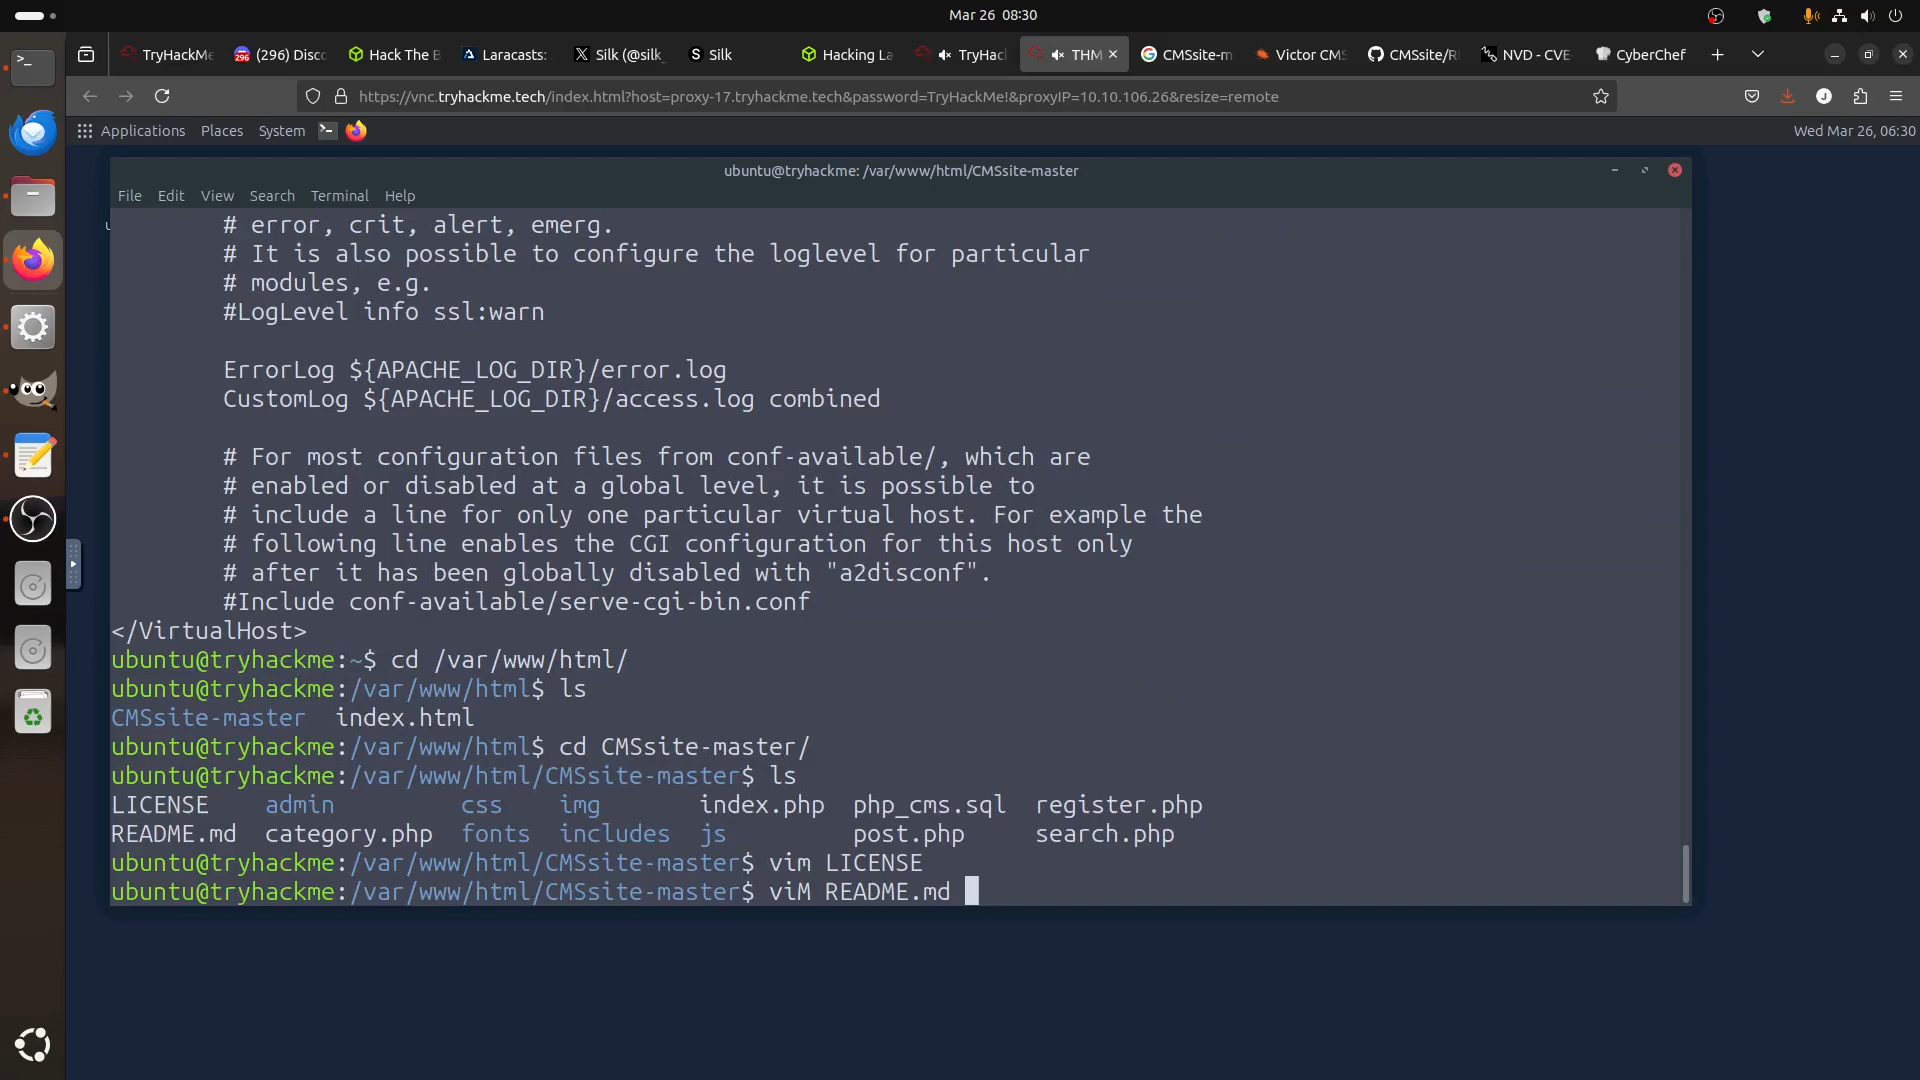 Mar 26 08:30
TryHackMe
(296) Disco
Hack The B
Laracasts:
Silk (@silk_
Silk
Hacking La
TryHac
THM
CMSsite-m
Victor CMS
CMSsite/R
NVD - CVE
CyberChef
https://vnc.tryhackme.tech/index.html?host=proxy-17.tryhackme.tech&password=TryHackMe!&proxyIP=10.10.106.26&resize=remote
Applications Places System
Wed Mar 26, 06:30
ubuntu@tryhackme: /var/www/html/CMSsite-master
File Edit View Search Terminal Help
# error, crit, alert, emerg.
# It is also possible to configure the loglevel for particular
# modules, e.g.
#LogLevel info ssl:warn
ErrorLog ${APACHE_LOG_DIR}/error.log
CustomLog ${APACHE_LOG_DIR}/access.log combined
# For most configuration files from conf-available/, which are
# enabled or disabled at a global level, it is possible to
# include a line for only one particular virtual host. For example the
# following line enables the CGI configuration for this host only
# after it has been globally disabled with "a2disconf".
#Include conf-available/serve-cgi-bin.conf
</VirtualHost>
ubuntu@tryhackme:~$ cd /var/www/html/
ubuntu@tryhackme:/var/www/html$ ls
CMSsite-master index.html
ubuntu@tryhackme:/var/www/html$ cd CMSsite-master/
ubuntu@tryhackme:/var/www/html/CMSsite-master$ ls
LICENSE admin css img index.php php_cms.sql register.php
README.md category.php fonts includes js post.php search.php
ubuntu@tryhackme:/var/www/html/CMSsite-master$ vim LICENSE
ubuntu@tryhackme:/var/www/html/CMSsite-master$ viM README.md